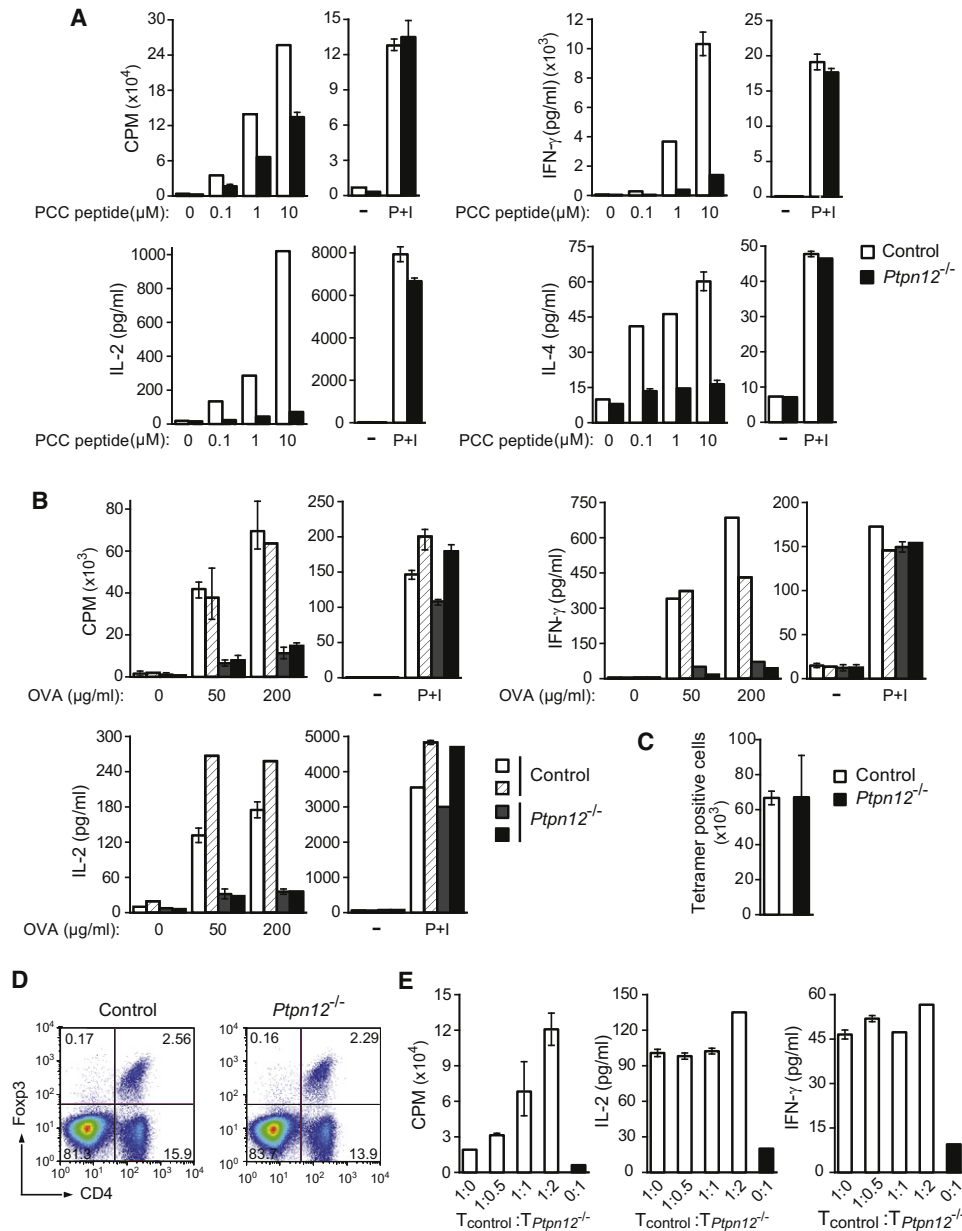 A
CPM (x10⁴)
30
24
18
12
6
0
15
12
9
6
3
0
PCC peptide(µM): 0 0.1 1 10
– P+I
IFN-γ(pg/ml) (x10³)
12
10
8
6
4
2
0
25
20
15
10
5
0
PCC peptide(µM): 0 0.1 1 10
– P+I
IL-2 (pg/ml)
1000
800
600
400
200
0
8000
6000
4000
2000
0
PCC peptide(µM): 0 0.1 1 10
– P+I
IL-4 (pg/ml)
75
60
45
30
15
0
50
40
30
20
10
0
PCC peptide(µM): 0 0.1 1 10
– P+I
Control
Ptpn12⁻/⁻
B
CPM (x10³)
80
60
40
20
0
250
200
150
100
50
0
OVA (µg/ml): 0 50 200
– P+I
IFN-γ (pg/ml)
750
600
450
300
150
0
200
150
100
50
0
OVA (µg/ml): 0 50 200
– P+I
IL-2 (pg/ml)
300
240
180
120
60
0
5000
4000
3000
2000
1000
0
OVA (µg/ml): 0 50 200
– P+I
Control
Ptpn12⁻/⁻
C
Tetramer positive cells
(x10³)
100
80
60
40
20
0
Control
Ptpn12⁻/⁻
D
Control
Ptpn12⁻/⁻
Foxp3
CD4
10⁴
10³
10²
10¹
10⁰
0.17 2.56
81.3 15.9
10⁰ 10¹ 10² 10³ 10⁴
10⁴
10³
10²
10¹
10⁰
0.16 2.29
83.7 13.9
10⁰ 10¹ 10² 10³ 10⁴
E
CPM (x10⁴)
15
12
9
6
3
0
1:0 1:0.5 1:1 1:2 0:1
Tcontrol :TPtpn12⁻/⁻
IL-2 (pg/ml)
150
120
90
60
30
0
1:0 1:0.5 1:1 1:2 0:1
Tcontrol :TPtpn12⁻/⁻
IFN-γ (pg/ml)
60
45
30
15
0
1:0 1:0.5 1:1 1:2 0:1
Tcontrol :TPtpn12⁻/⁻